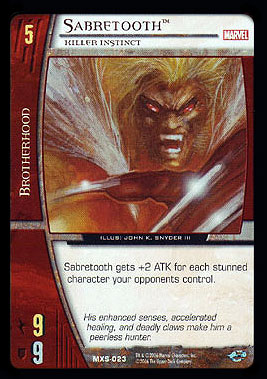 5
SABRETOOTH™
KILLER INSTINCT
MARVEL
BROTHERHOOD
ILLUS: JOHN K. SNYDER III
Sabretooth gets +2 ATK for each stunned
character your opponents control.
His enhanced senses, accelerated
healing, and deadly claws make him a
peerless hunter.
9
9
MXS-023